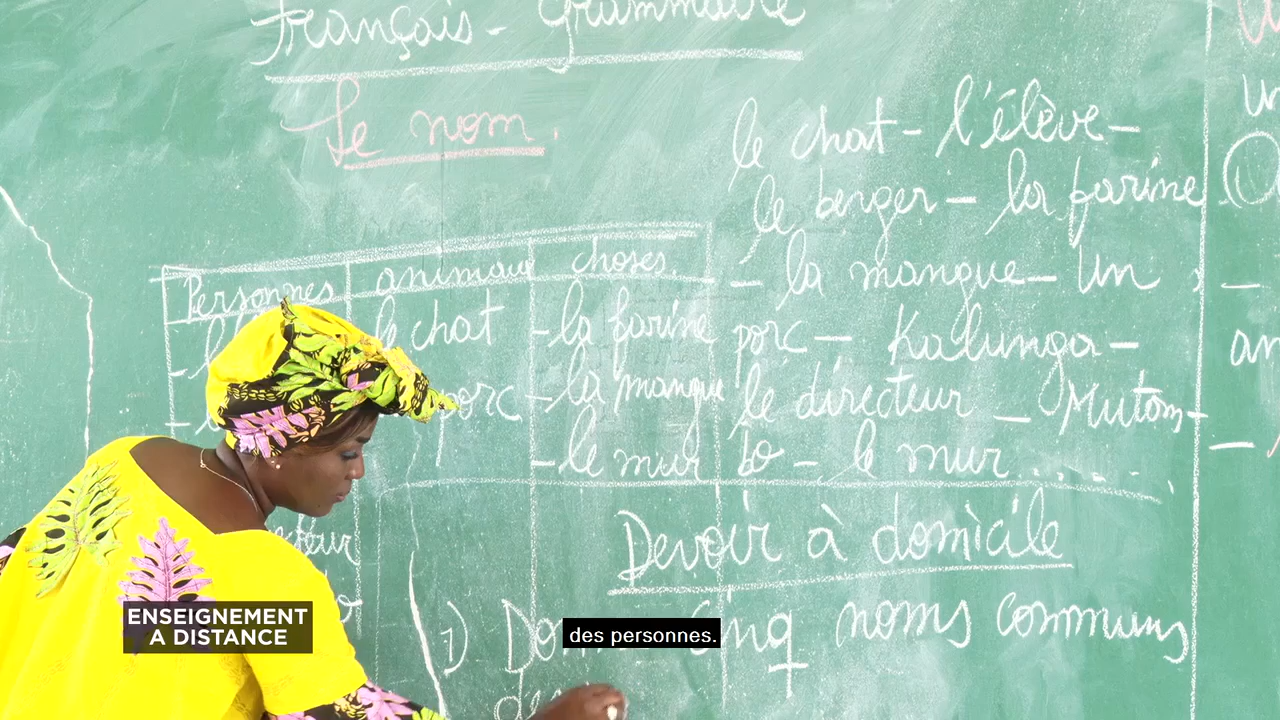 Français - Grammaire
Le nom.
le chat - l'élève -
le berger - la farine
- la mangue - Un
porc - Kalunga -
le directeur - Mutom-
bo - le mur.....
Personnes animaux choses
le chat - la farine
porc - la mangue
- le mur
Devoir à domicile
1) cinq noms communs
ENSEIGNEMENT
A DISTANCE
des personnes.